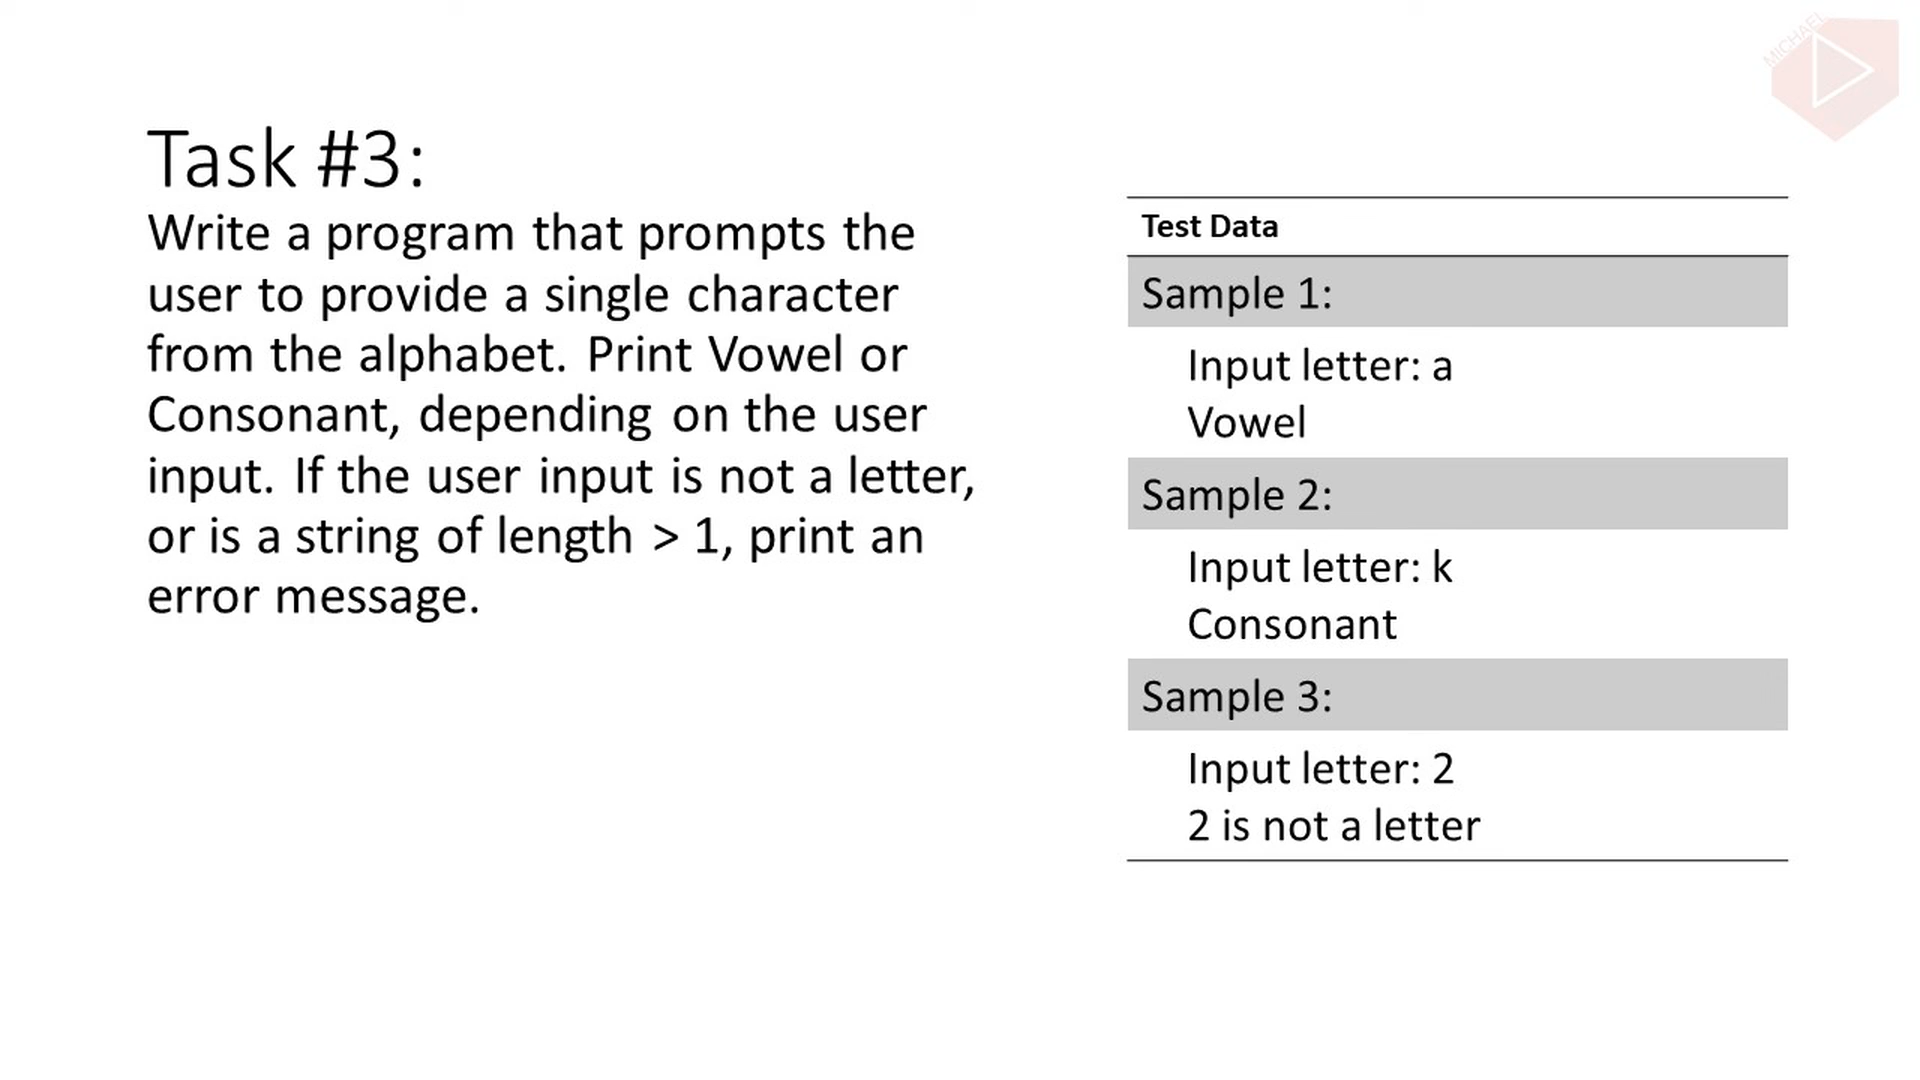 MICHAEL
Task #3:
Write a program that prompts the
user to provide a single character
from the alphabet. Print Vowel or
Consonant, depending on the user
input. If the user input is not a letter,
or is a string of length > 1, print an
error message.
Test Data
Sample 1:
Input letter: a
Vowel
Sample 2:
Input letter: k
Consonant
Sample 3:
Input letter: 2
2 is not a letter